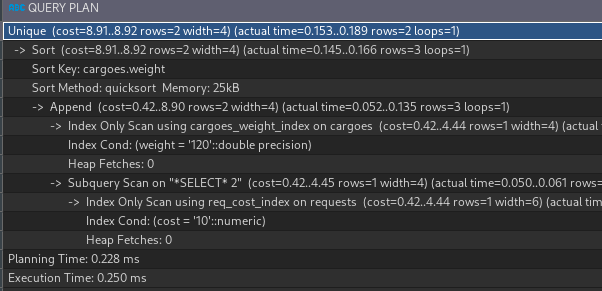 QUERY PLAN
Unique (cost=8.91..8.92 rows=2 width=4) (actual time=0.153..0.189 rows=2 loops=1)
-> Sort (cost=8.91..8.92 rows=2 width=4) (actual time=0.145..0.166 rows=3 loops=1)
Sort Key: cargoes.weight
Sort Method: quicksort Memory: 25kB
-> Append (cost=0.42..8.90 rows=2 width=4) (actual time=0.052..0.135 rows=3 loops=1)
-> Index Only Scan using cargoes_weight_index on cargoes (cost=0.42..4.44 rows=1 width=4) (actual
Index Cond: (weight = '120'::double precision)
Heap Fetches: 0
-> Subquery Scan on "*SELECT* 2" (cost=0.42..4.45 rows=1 width=4) (actual time=0.050..0.061 rows=
-> Index Only Scan using req_cost_index on requests (cost=0.42..4.44 rows=1 width=6) (actual tim
Index Cond: (cost = '10'::numeric)
Heap Fetches: 0
Planning Time: 0.228 ms
Execution Time: 0.250 ms